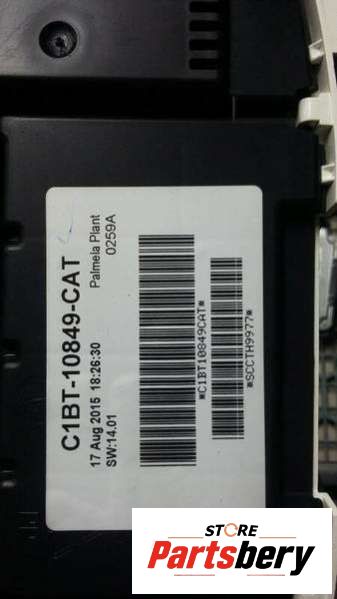 C1BT-10849-CAT
Palmela Plant
17 Aug 2015 18:26:30
0259A
SW:14.01
*C1BT10849CAT*
*SCCTH9977*
STORE
Partsbery